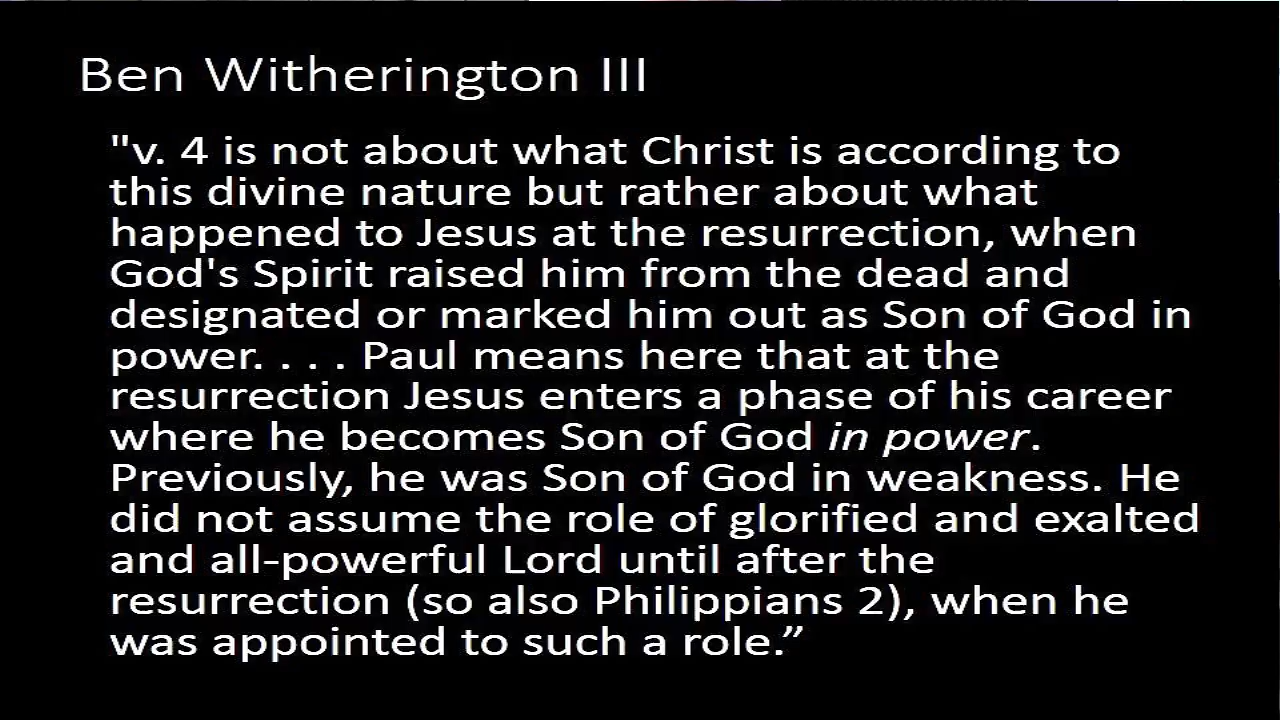 Ben Witherington III
"v. 4 is not about what Christ is according to
this divine nature but rather about what
happened to Jesus at the resurrection, when
God's Spirit raised him from the dead and
designated or marked him out as Son of God in
power. . . . Paul means here that at the
resurrection Jesus enters a phase of his career
where he becomes Son of God in power.
Previously, he was Son of God in weakness. He
did not assume the role of glorified and exalted
and all-powerful Lord until after the
resurrection (so also Philippians 2), when he
was appointed to such a role.”